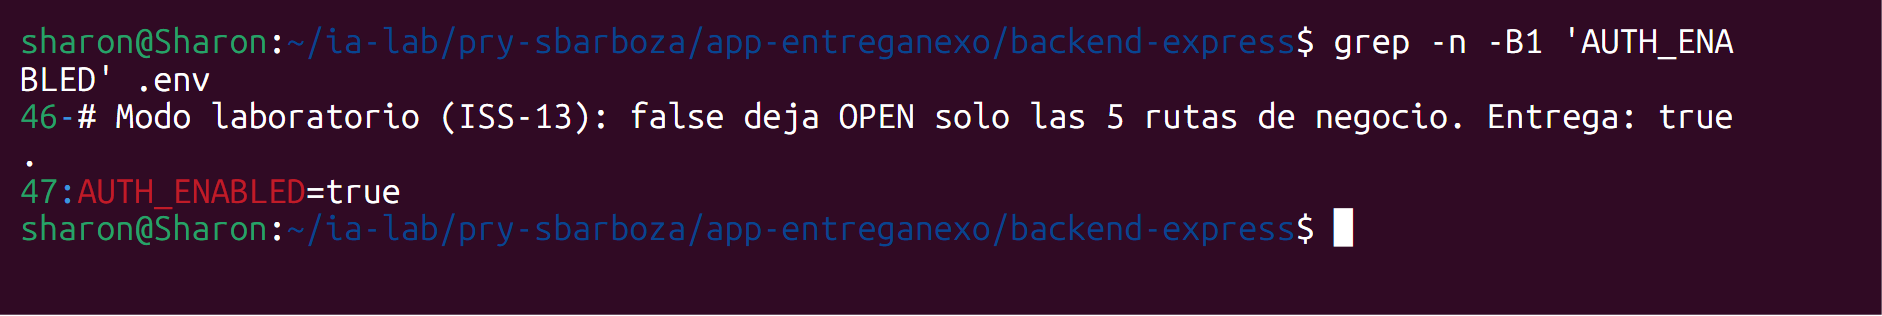 sharon@Sharon:~/ia-lab/pry-sbarboza/app-entreganexo/backend-express$ grep -n -B1 'AUTH_ENA
BLED' .env
46-# Modo laboratorio (ISS-13): false deja OPEN solo las 5 rutas de negocio. Entrega: true
.
47:AUTH_ENABLED=true
sharon@Sharon:~/ia-lab/pry-sbarboza/app-entreganexo/backend-express$